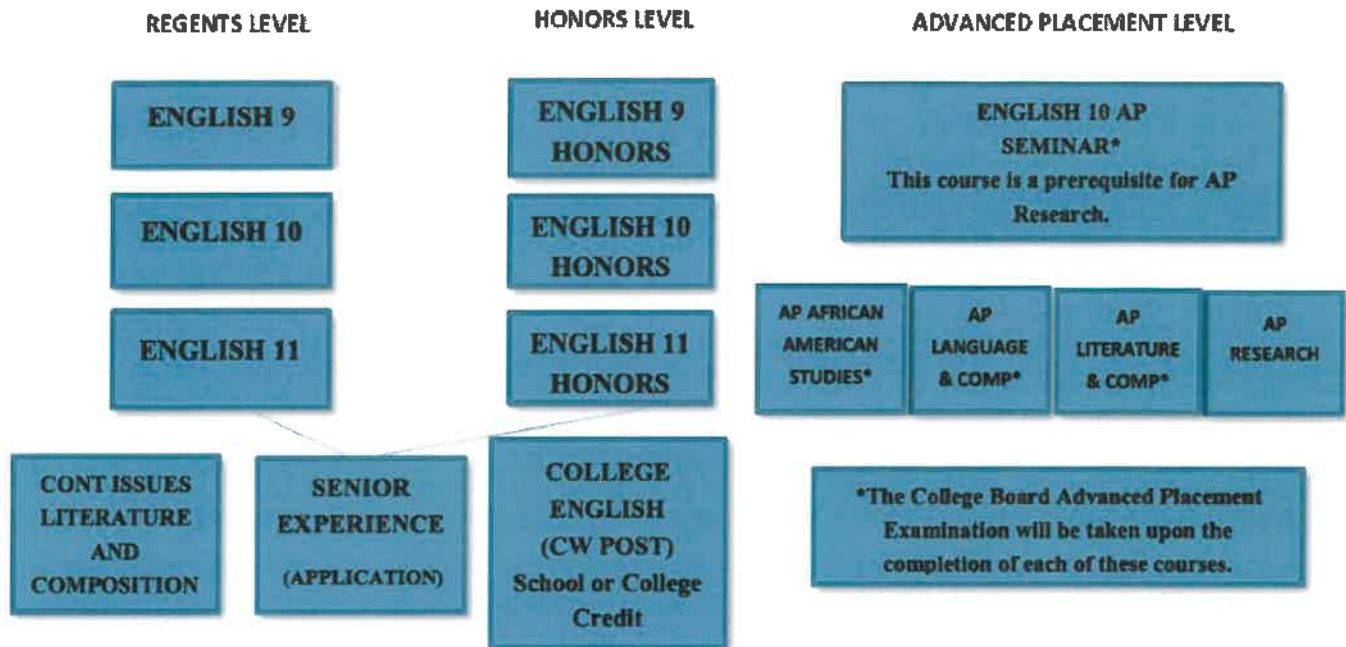 REGENTS LEVEL
HONORS LEVEL
ADVANCED PLACEMENT LEVEL
ENGLISH 9
ENGLISH 9
HONORS
ENGLISH 10 AP
SEMINAR*
This course is a prerequisite for AP
Research.
ENGLISH 10
ENGLISH 10
HONORS
ENGLISH 11
ENGLISH 11
HONORS
AP AFRICAN
AMERICAN
STUDIES*
AP
LANGUAGE
& COMP*
AP
LITERATURE
& COMP*
AP
RESEARCH
CONT ISSUES
LITERATURE
AND
COMPOSITION
SENIOR
EXPERIENCE
(APPLICATION)
COLLEGE
ENGLISH
(CW POST)
School or College
Credit
*The College Board Advanced Placement
Examination will be taken upon the
completion of each of these courses.